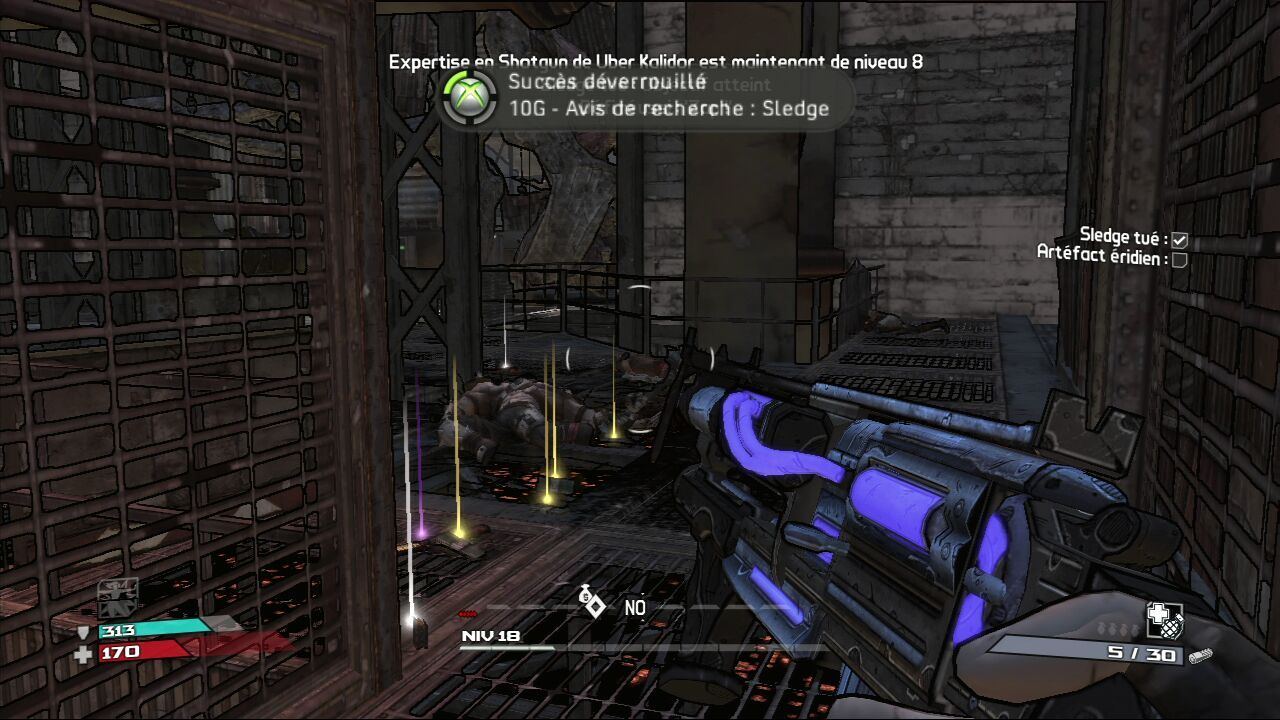 Expertise en Shotgun de Uber Kalidor est maintenant de niveau 8
Succès déverrouillé
atteint
10G - Avis de recherche : Sledge
Sledge tué :
Artéfact éridien :
313
170
NO
NIV 18
5 / 30